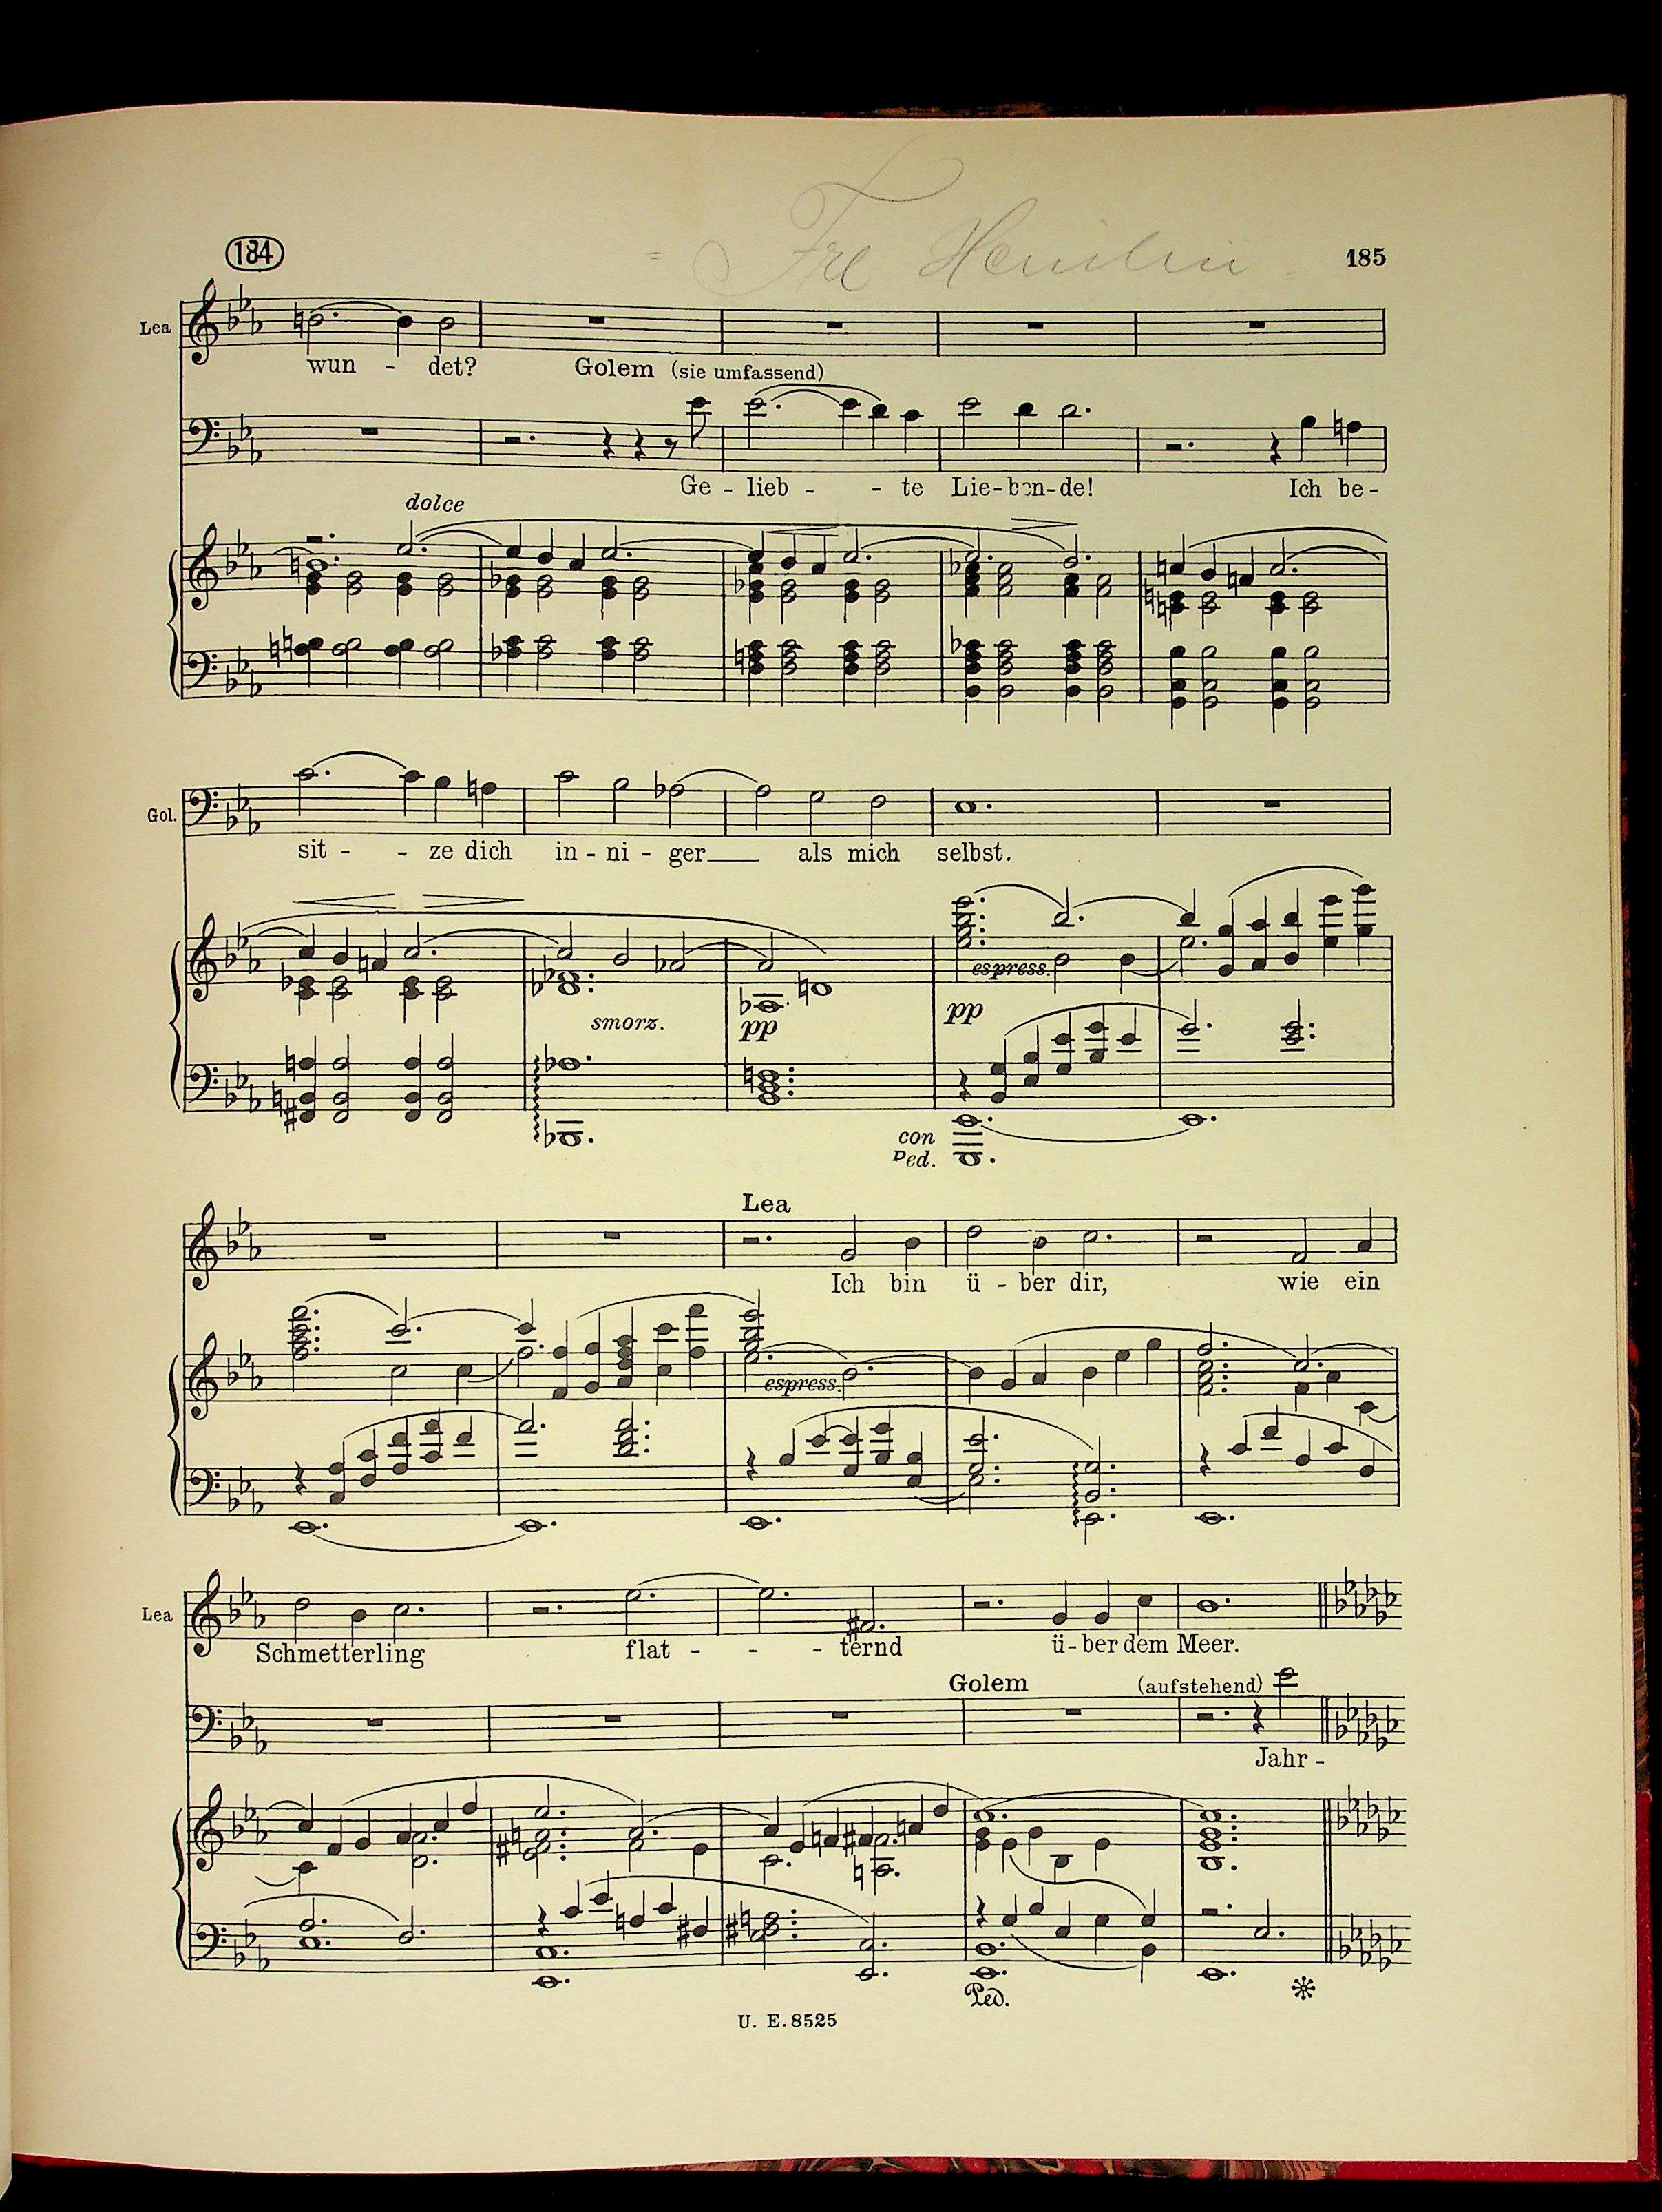 184
185
Lea
wun - det?
Golem (sie umfassend)
Ge - lieb - - te Lie-ben-de! Ich be-
dolce
Gol.
sit - - ze dich in - ni - ger als mich selbst.
espress.
smorz. pp pp
con
Ped.
Lea
Ich bin ü - ber dir, wie ein
espress.
Lea
Schmetterling flat - - - ternd ü-ber dem Meer.
Golem (aufstehend)
Jahr -
Ped.
U. E. 8525